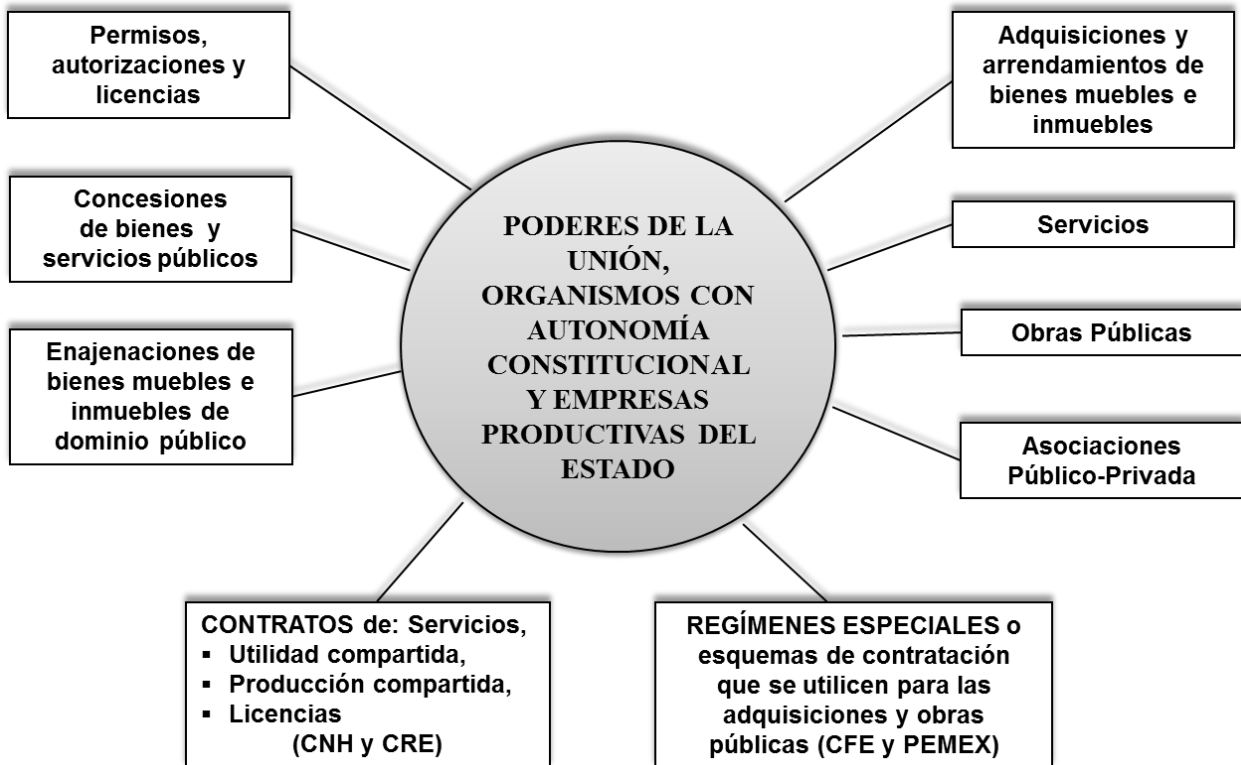 Permisos,
autorizaciones y
licencias
Concesiones
de bienes y
servicios públicos
Enajenaciones de
bienes muebles e
inmuebles de
dominio público
PODERES DE LA
UNIÓN,
ORGANISMOS CON
AUTONOMÍA
CONSTITUCIONAL
Y EMPRESAS
PRODUCTIVAS DEL
ESTADO
Adquisiciones y
arrendamientos de
bienes muebles e
inmuebles
Servicios
Obras Públicas
Asociaciones
Público-Privada
CONTRATOS de: Servicios,
▪ Utilidad compartida,
▪ Producción compartida,
▪ Licencias
(CNH y CRE)
REGÍMENES ESPECIALES o
esquemas de contratación
que se utilicen para las
adquisiciones y obras
públicas (CFE y PEMEX)